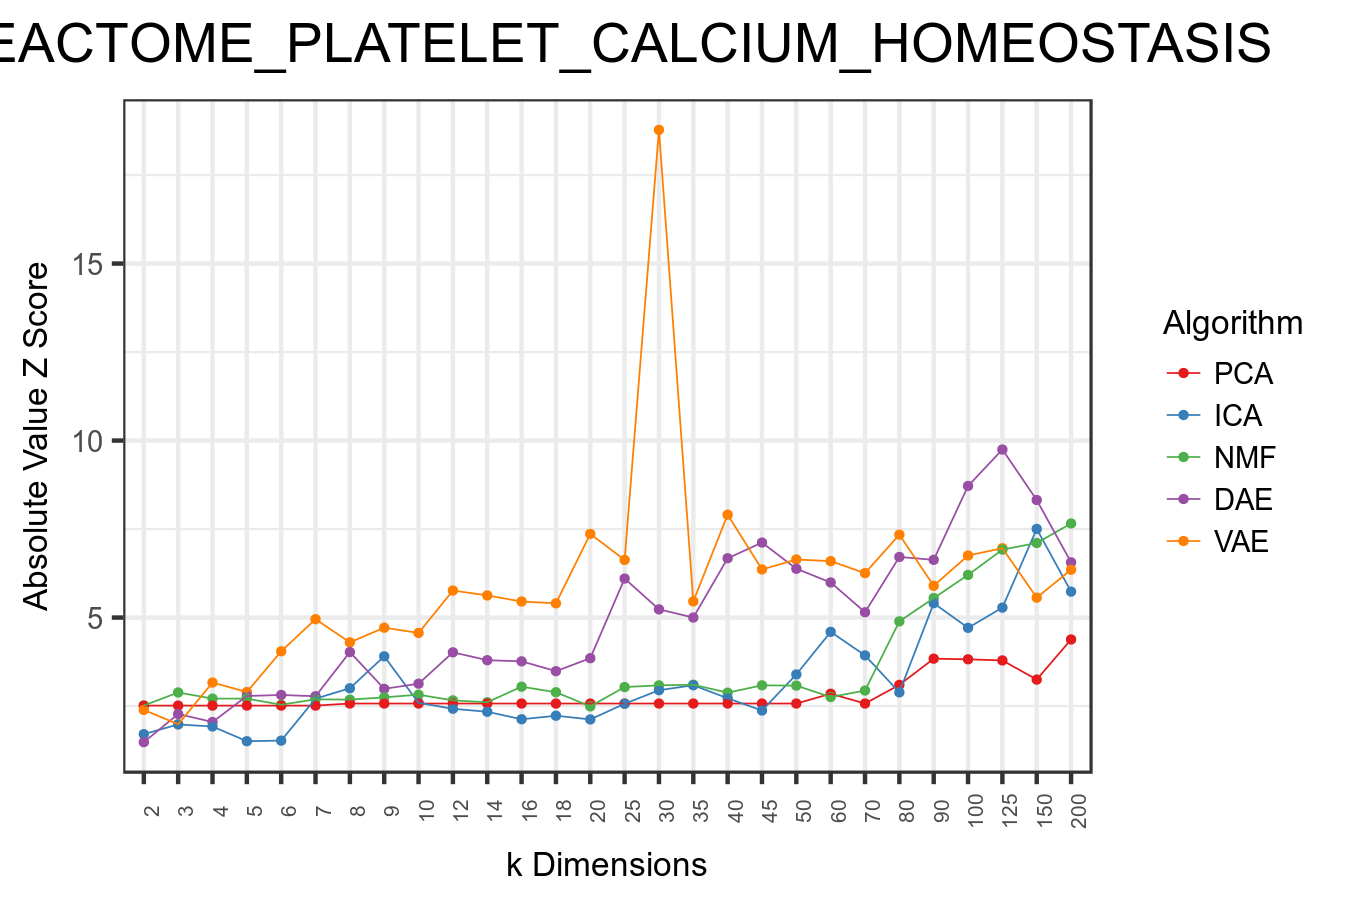 EACTOME_PLATELET_CALCIUM_HOMEOSTASIS
Absolute Value Z Score
15
10
5
2 3 4 5 6 7 8 9 10 12 14 16 18 20 25 30 35 40 45 50 60 70 80 90 100 125 150 200
k Dimensions
Algorithm
PCA
ICA
NMF
DAE
VAE